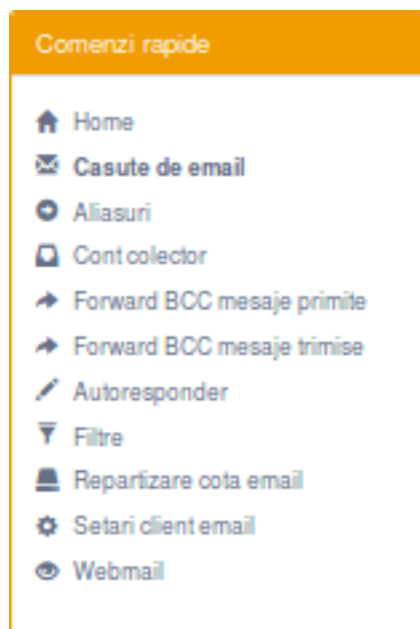 Comenzi rapide
Home
Casute de email
Aliasuri
Cont colector
Forward BCC mesaje primite
Forward BCC mesaje trimise
Autoresponder
Filtre
Repartizare cota email
Setari client email
Webmail